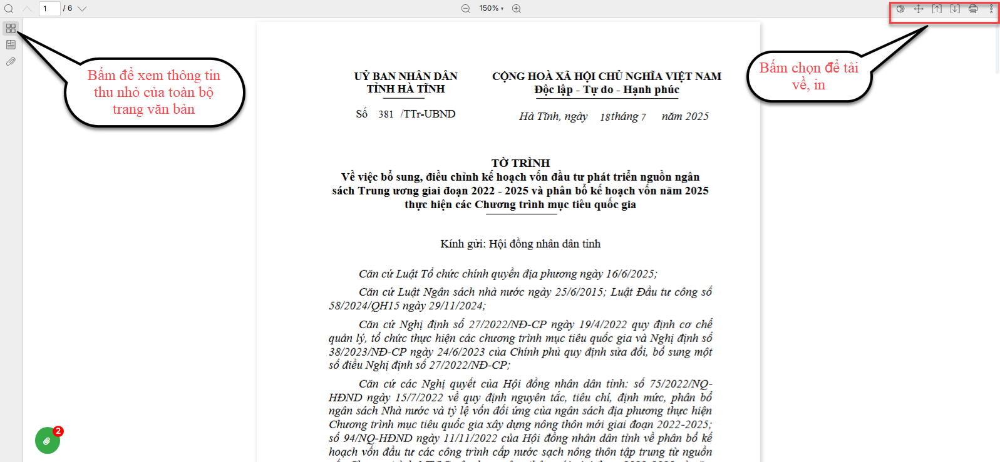 1 / 6
150%
Bấm để xem thông tin
thu nhỏ của toàn bộ
trang văn bản
Bấm chọn để tải
về, in
UỶ BAN NHÂN DÂN
TỈNH HÀ TĨNH
CỘNG HOÀ XÃ HỘI CHỦ NGHĨA VIỆT NAM
Độc lập - Tự do - Hạnh phúc
Số 381 /TTr-UBND
Hà Tĩnh, ngày 18tháng 7 năm 2025
TỜ TRÌNH
Về việc bổ sung, điều chỉnh kế hoạch vốn đầu tư phát triển nguồn ngân
sách Trung ương giai đoạn 2022 - 2025 và phân bổ kế hoạch vốn năm 2025
thực hiện các Chương trình mục tiêu quốc gia
Kính gửi: Hội đồng nhân dân tỉnh
Căn cứ Luật Tổ chức chính quyền địa phương ngày 16/6/2025;
Căn cứ Luật Ngân sách nhà nước ngày 25/6/2015; Luật Đầu tư công số
58/2024/QH15 ngày 29/11/2024;
Căn cứ Nghị định số 27/2022/NĐ-CP ngày 19/4/2022 quy định cơ chế
quản lý, tổ chức thực hiện các chương trình mục tiêu quốc gia và Nghị định số
38/2023/NĐ-CP ngày 24/6/2023 của Chính phủ quy định sửa đổi, bổ sung một
số điều Nghị định số 27/2022/NĐ-CP;
Căn cứ các Nghị quyết của Hội đồng nhân dân tỉnh: số 75/2022/NQ-
HĐND ngày 15/7/2022 về quy định nguyên tắc, tiêu chí, định mức, phân bổ
ngân sách Nhà nước và tỷ lệ vốn đối ứng của ngân sách địa phương thực hiện
Chương trình mục tiêu quốc gia xây dựng nông thôn mới giai đoạn 2022-2025;
số 94/NQ-HĐND ngày 11/11/2022 của Hội đồng nhân dân tỉnh về phân bổ kế
hoạch vốn đầu tư các công trình cấp nước sạch nông thôn tập trung từ nguồn
2